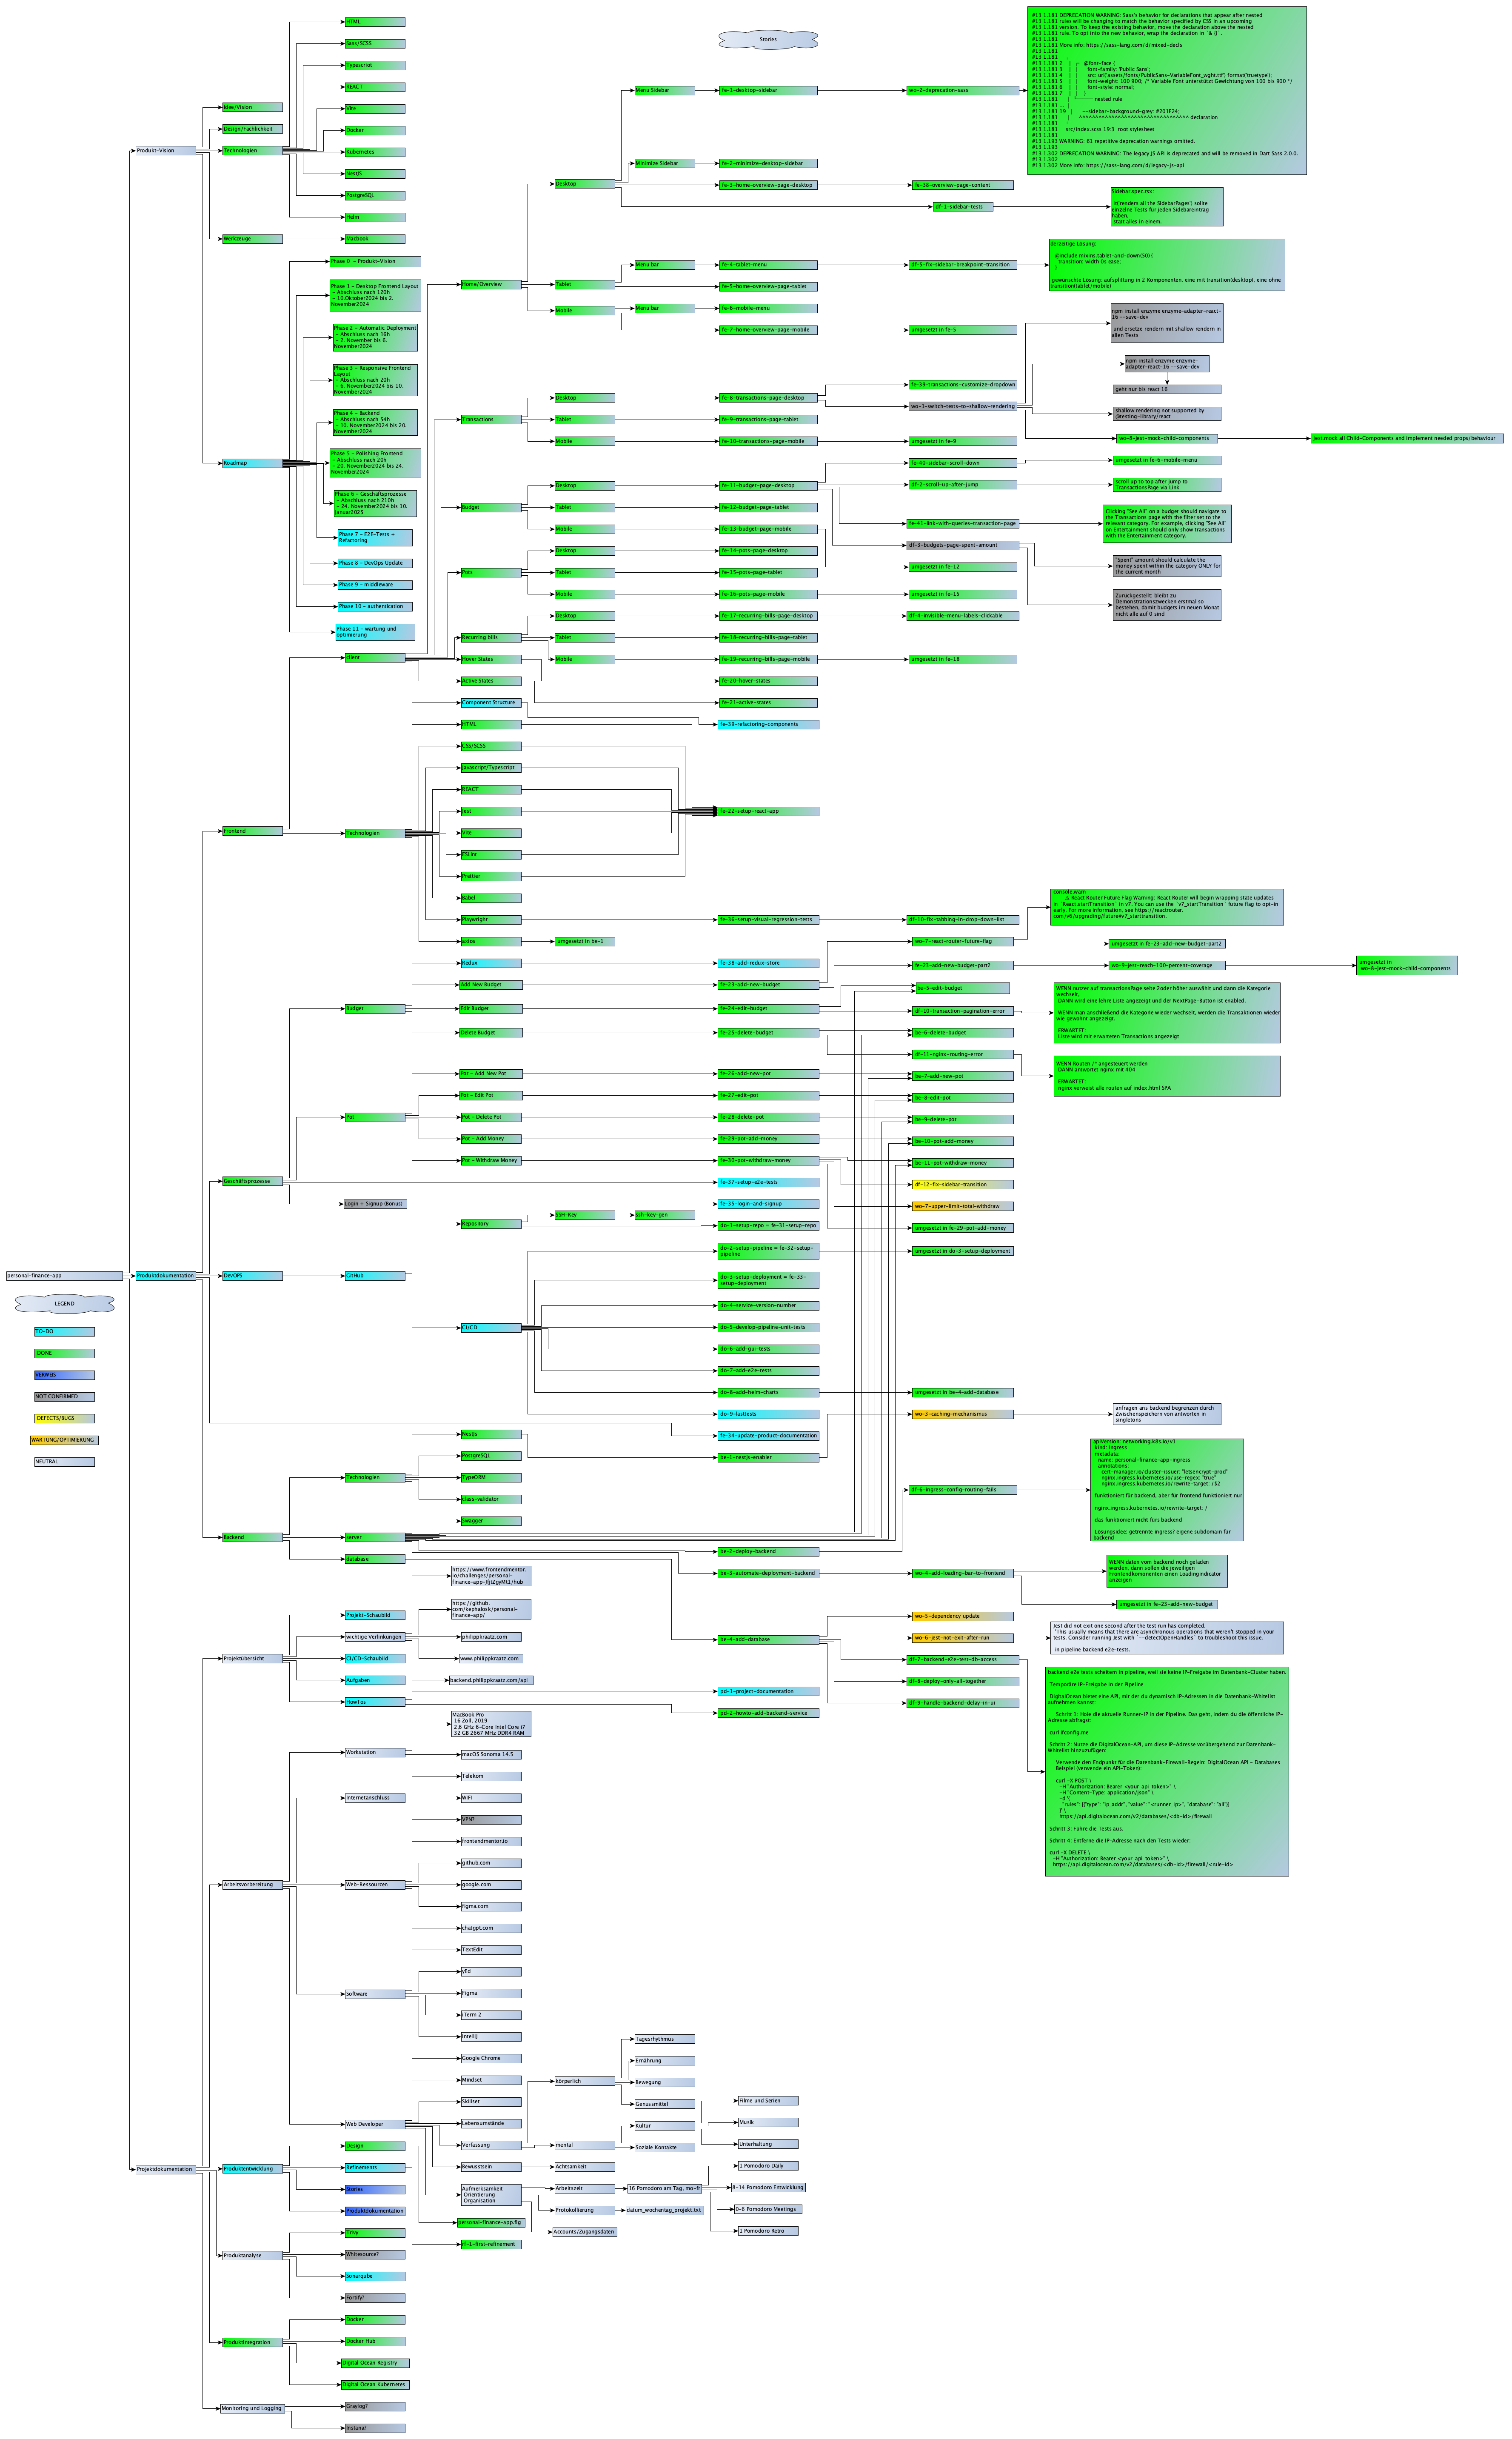 HTML
Sass/SCSS
Typescript
REACT
Vite
Docker
Kubernetes
NestJS
PostgreSQL
Helm
Macbook
Idee/Vision
Design/Fachlichkeit
Technologien
Werkzeuge
Produkt-Vision
Stories
#13 1.181 DEPRECATION WARNING: Sass's behavior for declarations that appear after nested
#13 1.181 rules will be changing to match the behavior specified by CSS in an upcoming
#13 1.181 version. To keep the existing behavior, move the declaration above the nested
#13 1.181 rule. To opt into the new behavior, wrap the declaration in `& {}`.
#13 1.181
#13 1.181 More info: https://sass-lang.com/d/mixed-decls
#13 1.181
#13 1.181
#13 1.181 2 │ ┌ @font-face {
#13 1.181 3 │ │ font-family: 'Public Sans';
#13 1.181 4 │ │ src: url('assets/fonts/PublicSans-VariableFont_wght.ttf') format('truetype');
#13 1.181 5 │ │ font-weight: 100 900; /* Variable Font unterstützt Gewichtung von 100 bis 900 */
#13 1.181 6 │ │ font-style: normal;
#13 1.181 7 │ │ }
#13 1.181 │ └──── nested rule
#13 1.181 ... │
#13 1.181 19 │ --sidebar-background-grey: #201F24;
#13 1.181 │ ^^^^^^^^^^^^^^^^^^^^^^^^^^^^^^^^^^ declaration
#13 1.181
#13 1.181 src/index.scss 19:3 root stylesheet
#13 1.181
#13 1.193 WARNING: 61 repetitive deprecation warnings omitted.
#13 1.193
#13 1.302 DEPRECATION WARNING: The legacy JS API is deprecated and will be removed in Dart Sass 2.0.0.
#13 1.302
#13 1.302 More info: https://sass-lang.com/d/legacy-js-api
Menu Sidebar
fe-1-desktop-sidebar
wo-2-deprecation-sass
Minimize Sidebar
fe-2-minimize-desktop-sidebar
Desktop
fe-3-home-overview-page-desktop
fe-38-overview-page-content
df-1-sidebar-tests
Sidebar.spec.tsx:
it('renders all the SidebarPages') sollte
einzelne Tests für jeden Sidebareintrag
haben,
statt alles in einem.
Home/Overview
Tablet
Menu bar
fe-4-tablet-menu
df-5-fix-sidebar-breakpoint-transition
derzeitige Lösung:
@include mixins.tablet-and-down(50) {
transition: width 0s ease;
}
gewünschte Lösung: aufsplittung in 2 Komponenten. eine mit transition(desktop), eine ohne
transition(tablet/mobile)
fe-5-home-overview-page-tablet
Mobile
Menu bar
fe-6-mobile-menu
fe-7-home-overview-page-mobile
umgesetzt in fe-5
npm install enzyme enzyme-adapter-react-
16 --save-dev
und ersetze rendern mit shallow rendern in
allen Tests
npm install enzyme enzyme-
adapter-react-16 --save-dev
geht nur bis react 16
shallow rendering not supported by
@testing-library/react
Phase 0 - Produkt-Vision
Phase 1 - Desktop Frontend Layout
- Abschluss nach 120h
- 10.Oktober2024 bis 2.
November2024
Phase 2 - Automatic Deployment
- Abschluss nach 16h
- 2. November bis 6.
November2024
Phase 3 - Responsive Frontend
Layout
- Abschluss nach 20h
- 6. November2024 bis 10.
November2024
Phase 4 - Backend
- Abschluss nach 54h
- 10. November2024 bis 20.
November2024
Phase 5 - Polishing Frontend
- Abschluss nach 20h
- 20. November2024 bis 24.
November2024
Phase 6 - Geschäftsprozesse
- Abschluss nach 210h
- 24. November2024 bis 10.
Januar2025
Phase 7 - E2E-Tests +
Refactoring
Phase 8 - DevOps Update
Phase 9 - middleware
Phase 10 - authentication
Phase 11 - wartung und
optimierung
Roadmap
Transactions
Desktop
fe-8-transactions-page-desktop
fe-39-transactions-customize-dropdown
wo-1-switch-tests-to-shallow-rendering
Tablet
fe-9-transactions-page-tablet
Mobile
fe-10-transactions-page-mobile
umgesetzt in fe-9
wo-8-jest-mock-child-components
jest.mock all Child-Components and implement needed props/behaviour
Budget
Desktop
fe-11-budget-page-desktop
fe-40-sidebar-scroll-down
umgesetzt in fe-6-mobile-menu
df-2-scroll-up-after-jump
scroll up to top after jump to
TransactionsPage via Link
Tablet
fe-12-budget-page-tablet
fe-41-link-with-queries-transaction-page
Clicking "See All" on a budget should navigate to
the Transactions page with the filter set to the
relevant category. For example, clicking "See All"
on Entertainment should only show transactions
with the Entertainment category.
Mobile
fe-13-budget-page-mobile
df-3-budgets-page-spent-amount
"Spent" amount should calculate the
money spent within the category ONLY for
the current month
umgesetzt in fe-12
Zurückgestellt: bleibt zu
Demonstrationszwecken erstmal so
bestehen, damit budgets im neuen Monat
nicht alle auf 0 sind
Pots
Desktop
fe-14-pots-page-desktop
Tablet
fe-15-pots-page-tablet
Mobile
fe-16-pots-page-mobile
umgesetzt in fe-15
Recurring bills
Desktop
fe-17-recurring-bills-page-desktop
df-4-invisible-menu-labels-clickable
Tablet
fe-18-recurring-bills-page-tablet
Mobile
fe-19-recurring-bills-page-mobile
umgesetzt in fe-18
client
Hover States
fe-20-hover-states
Active States
fe-21-active-states
Component Structure
fe-39-refactoring-components
Frontend
Technologien
HTML
CSS/SCSS
Javascript/Typescript
REACT
Jest
Vite
ESLint
Prettier
Babel
fe-22-setup-react-app
Playwright
fe-36-setup-visual-regression-tests
df-10-fix-tabbing-in-drop-down-list
axios
umgesetzt in be-1
Redux
fe-38-add-redux-store
console.warn
⚠ React Router Future Flag Warning: React Router will begin wrapping state updates
in `React.startTransition` in v7. You can use the `v7_startTransition` future flag to opt-in
early. For more information, see https://reactrouter.
com/v6/upgrading/future#v7_starttransition.
wo-7-react-router-future-flag
umgesetzt in fe-23-add-new-budget-part2
fe-23-add-new-budget-part2
wo-9-jest-reach-100-percent-coverage
umgesetzt in
wo-8-jest-mock-child-components
Budget
Add New Budget
fe-23-add-new-budget
Edit Budget
fe-24-edit-budget
be-5-edit-budget
df-10-transaction-pagination-error
WENN nutzer auf transactionsPage seite 2oder höher auswählt und dann die Kategorie
wechselt,
DANN wird eine lehre Liste angezeigt und der NextPage-Button ist enabled.
WENN man anschließend die Kategorie wieder wechselt, werden die Transaktionen wieder
wie gewohnt angezeigt.
ERWARTET:
Liste wird mit erwarteten Transactions angezeigt
Delete Budget
fe-25-delete-budget
be-6-delete-budget
df-11-nginx-routing-error
WENN Routen /* angesteuert werden
DANN antwortet nginx mit 404
ERWARTET:
nginx verweist alle routen auf index.html SPA
Pot
Pot - Add New Pot
fe-26-add-new-pot
be-7-add-new-pot
Pot - Edit Pot
fe-27-edit-pot
be-8-edit-pot
Pot - Delete Pot
fe-28-delete-pot
be-9-delete-pot
Pot - Add Money
fe-29-pot-add-money
be-10-pot-add-money
Pot - Withdraw Money
fe-30-pot-withdraw-money
be-11-pot-withdraw-money
Geschäftsprozesse
fe-37-setup-e2e-tests
df-12-fix-sidebar-transition
Login + Signup (Bonus)
fe-35-login-and-signup
wo-7-upper-limit-total-withdraw
umgesetzt in fe-29-pot-add-money
Repository
SSH-Key
ssh-key-gen
do-1-setup-repo = fe-31-setup-repo
do-2-setup-pipeline = fe-32-setup-
pipeline
umgesetzt in do-3-setup-deployment
personal-finance-app
Produktdokumentation
DevOPS
GitHub
do-3-setup-deployment = fe-33-
setup-deployment
do-4-service-version-number
CI/CD
do-5-develop-pipeline-unit-tests
do-6-add-gui-tests
do-7-add-e2e-tests
do-8-add-helm-charts
umgesetzt in be-4-add-database
do-9-lasttests
LEGEND
TO-DO
DONE
VERWEIS
NOT CONFIRMED
DEFECTS/BUGS
WARTUNG/OPTIMIERUNG
NEUTRAL
wo-3-caching-mechanismus
anfragen ans backend begrenzen durch
Zwischenspeichern von antworten in
singletons
fe-34-update-product-documentation
Technologien
NestJs
be-1-nestjs-enabler
PostgreSQL
TypeORM
class-validator
Swagger
df-6-ingress-config-routing-fails
apiVersion: networking.k8s.io/v1
kind: Ingress
metadata:
name: personal-finance-app-ingress
annotations:
cert-manager.io/cluster-issuer: "letsencrypt-prod"
nginx.ingress.kubernetes.io/use-regex: "true"
nginx.ingress.kubernetes.io/rewrite-target: /$2
funktioniert für backend, aber für frontend funktioniert nur
nginx.ingress.kubernetes.io/rewrite-target: /
das funktioniert nicht fürs backend
Lösungsidee: getrennte ingress? eigene subdomain für
backend
Backend
server
database
be-2-deploy-backend
be-3-automate-deployment-backend
wo-4-add-loading-bar-to-frontend
WENN daten vom backend noch geladen
werden, dann sollen die jeweiligen
Frontendkomonenten einen Loadingindicator
anzeigen
umgesetzt in fe-23-add-new-budget
https://www.frontendmentor.
io/challenges/personal-
finance-app-JfjtZgyMt1/hub
https://github.
com/kephalosk/personal-
finance-app/
philippkraatz.com
www.philippkraatz.com
backend.philippkraatz.com/api
Projektübersicht
Projekt-Schaubild
wichtige Verlinkungen
CI/CD-Schaubild
Aufgaben
HowTos
be-4-add-database
wo-5-dependency update
wo-6-jest-not-exit-after-run
Jest did not exit one second after the test run has completed.
'This usually means that there are asynchronous operations that weren't stopped in your
tests. Consider running Jest with `--detectOpenHandles` to troubleshoot this issue.
in pipeline backend e2e-tests.
df-7-backend-e2e-test-db-access
df-8-deploy-only-all-together
df-9-handle-backend-delay-in-ui
pd-1-project-documentation
pd-2-howto-add-backend-service
Backend e2e tests scheitern in pipeline, weil sie keine IP-Freigabe im Datenbank-Cluster haben.
Temporäre IP-Freigabe in der Pipeline
DigitalOcean bietet eine API, mit der du dynamisch IP-Adressen in die Datenbank-Whitelist
aufnehmen kannst:
Schritt 1: Hole die aktuelle Runner-IP in der Pipeline. Das geht, indem du die öffentliche IP-
Adresse abfragst:
curl ifconfig.me
Schritt 2: Nutze die DigitalOcean-API, um diese IP-Adresse vorübergehend zur Datenbank-
Whitelist hinzuzufügen:
Verwende den Endpunkt für die Datenbank-Firewall-Regeln: DigitalOcean API - Databases
Beispiel (verwende ein API-Token):
curl -X POST \
-H "Authorization: Bearer <your_api_token>" \
-H "Content-Type: application/json" \
-d '{
"rules": [{"type": "ip_addr", "value": "<runner_ip>", "database": "all"}]
}' \
https://api.digitalocean.com/v2/databases/<db-id>/firewall
Schritt 3: Führe die Tests aus.
Schritt 4: Entferne die IP-Adresse nach den Tests wieder:
curl -X DELETE \
-H "Authorization: Bearer <your_api_token>" \
https://api.digitalocean.com/v2/databases/<db-id>/firewall/<rule-id>
Workstation
MacBook Pro
16 Zoll, 2019
2,6 GHz 6-Core Intel Core i7
32 GB 2667 MHz DDR4 RAM
macOS Sonoma 14.5
Internetanschluss
Telekom
WIFI
VPN?
Arbeitsvorbereitung
Web-Ressourcen
frontendmentor.io
github.com
google.com
figma.com
chatgpt.com
Software
TextEdit
yEd
Figma
iTerm 2
IntelliJ
Google Chrome
Web Developer
Mindset
Skillset
Lebensumstände
Verfassung
körperlich
Tagesrhythmus
Ernährung
Bewegung
Genussmittel
mental
Kultur
Filme und Serien
Musik
Unterhaltung
Soziale Kontakte
Bewusstsein
Achtsamkeit
Aufmerksamkeit
Orientierung
Organisation
Arbeitszeit
16 Pomodoro am Tag, mo-fr
1 Pomodoro Daily
8-14 Pomodoro Entwicklung
0-6 Pomodoro Meetings
1 Pomodoro Retro
Protokollierung
datum_wochentag_projekt.txt
Accounts/Zugangsdaten
Projektdokumentation
Produktentwicklung
Design
Refinements
Stories
Produktdokumentation
personal-finance-app.fig
rf-1-first-refinement
Produktanalyse
Trivy
Whitesource?
Sonarqube
Fortify?
Produktintegration
Docker
Docker Hub
Digital Ocean Registry
Digital Ocean Kubernetes
Monitoring und Logging
Graylog?
Instana?